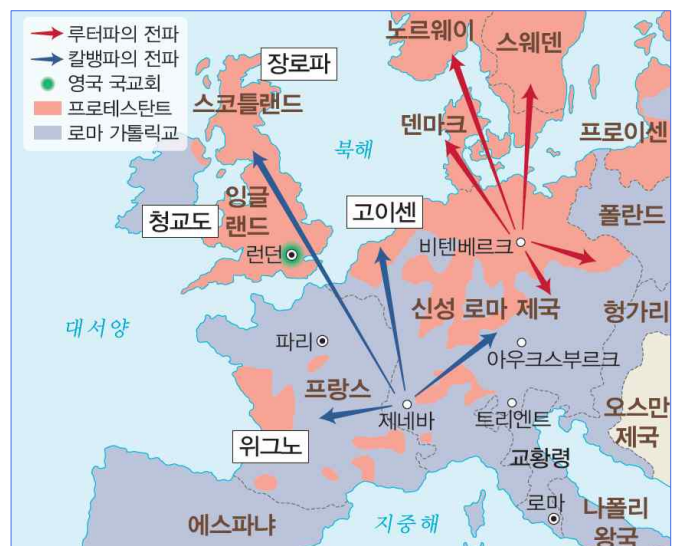 루터파의 전파
칼뱅파의 전파
영국 국교회
프로테스탄트
로마 가톨릭교
노르웨이
스웨덴
장로파
스코틀랜드
덴마크
프로이센
북해
잉글
랜드
청교도
고이센
폴란드
런던
비텐베르크
신성 로마 제국
헝가리
대서양
파리
아우크스부르크
프랑스
제네바
트리엔트
오스만
제국
위그노
교황령
로마
나폴리
왕국
에스파냐
지중해